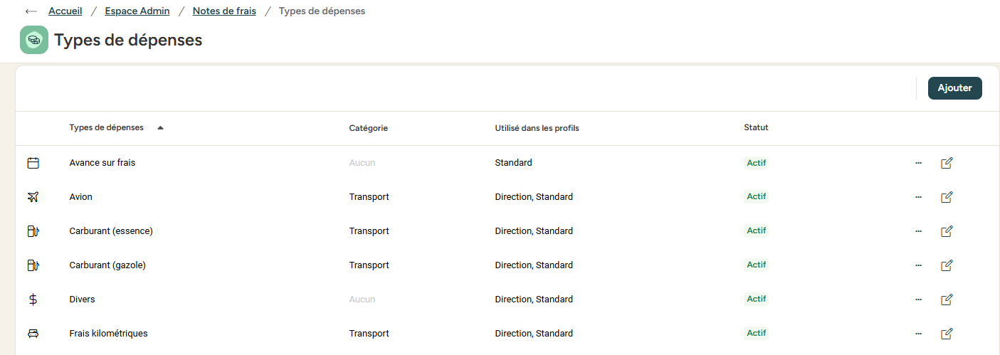 Accueil / Espace Admin / Notes de frais / Types de dépenses
Types de dépenses
Ajouter
Types de dépenses Catégorie Utilisé dans les profils Statut
Avance sur frais Aucun Standard Actif ...
Avion Transport Direction, Standard Actif ...
Carburant (essence) Transport Direction, Standard Actif ...
Carburant (gazole) Transport Direction, Standard Actif ...
Divers Aucun Direction, Standard Actif ...
Frais kilométriques Transport Direction, Standard Actif ...